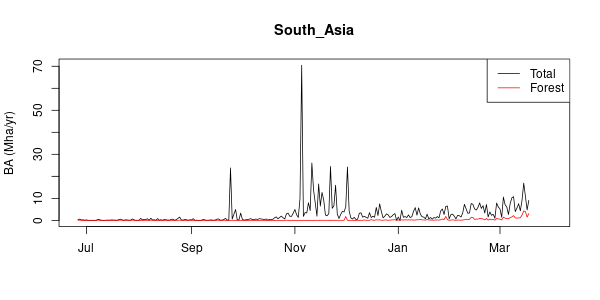 South_Asia
BA (Mha/yr)
70
50
30
10
0
Total
Forest
Jul
Sep
Nov
Jan
Mar